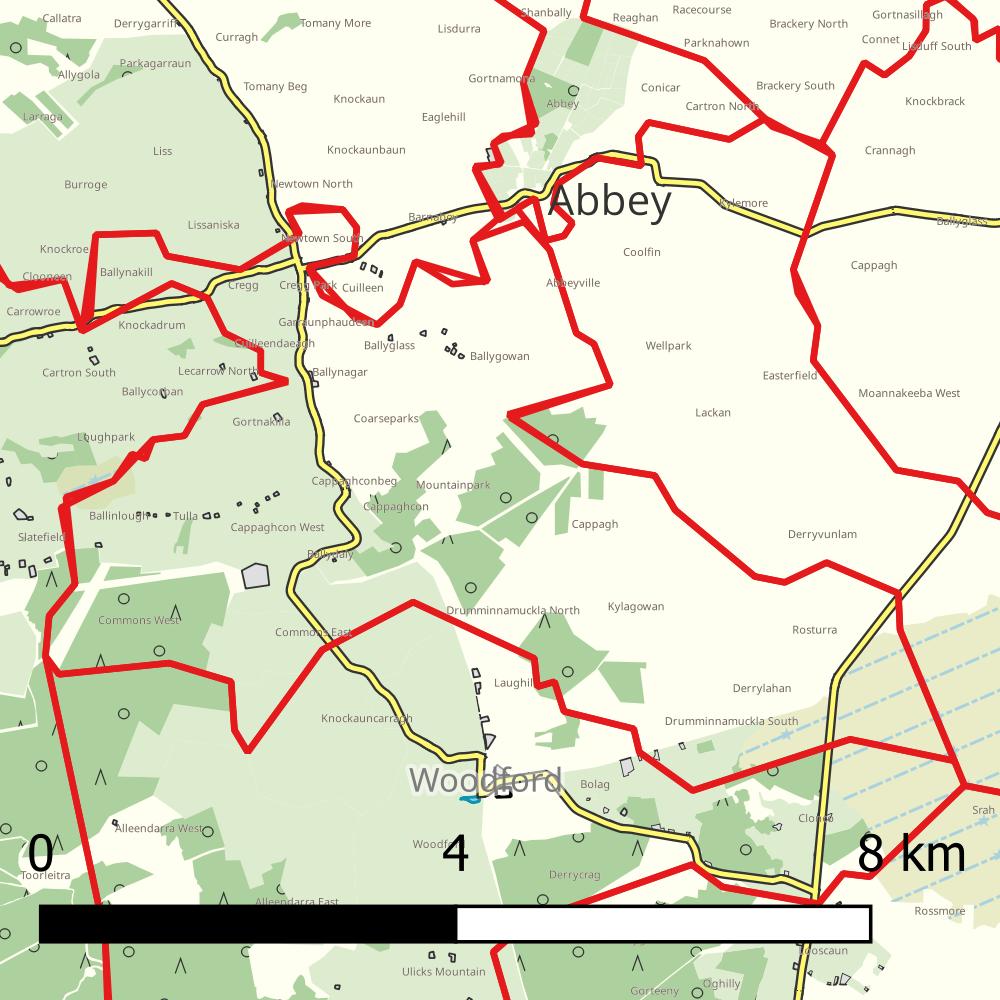 Callatra
Derrygarriff
Curragh
Tomany More
Lisdurra
Shanbally
Reaghan
Racecourse
Brackery North
Gortnasillagh
Parknahown
Connet
Lisduff South
Allygola
Parkagarraun
Tomany Beg
Knockaun
Gortnamona
Conicar
Brackery South
Larraga
Eaglehill
Abbey
Cartron North
Knockbrack
Liss
Knockaunbaun
Crannagh
Burroge
Newtown North
Lissaniska
Barnaboy
Abbey
Kylemore
Ballyglass
Knockroe
Newtown South
Coolfin
Clooneen
Ballynakill
Cregg
Cregg Park
Cuilleen
Abbeyville
Cappagh
Carrowroe
Knockadrum
Garraunphaudeen
Cuilleendaeagh
Ballyglass
Ballygowan
Wellpark
Cartron South
Lecarrow North
Ballynagar
Easterfield
Ballycorban
Moannakeeba West
Gortnakilla
Coarseparks
Lackan
Loughpark
Cappaghconbeg
Mountainpark
Cappaghcon
Ballinlough
Tulla
Cappaghcon West
Cappagh
Slatefield
Derryvunlam
Ballydaly
Commons West
Commons East
Drumminnamuckla North
Kylagowan
Rosturra
Laughil
Derrylahan
Knockauncarragh
Drumminnamuckla South
Woodford
Bolag
Srah
Alleendarra West
Clonco
0
4
8 km
Toorleitra
Derrycrag
Alleendarra East
Rossmore
Looscaun
Ulicks Mountain
Gorteeny
Oghilly